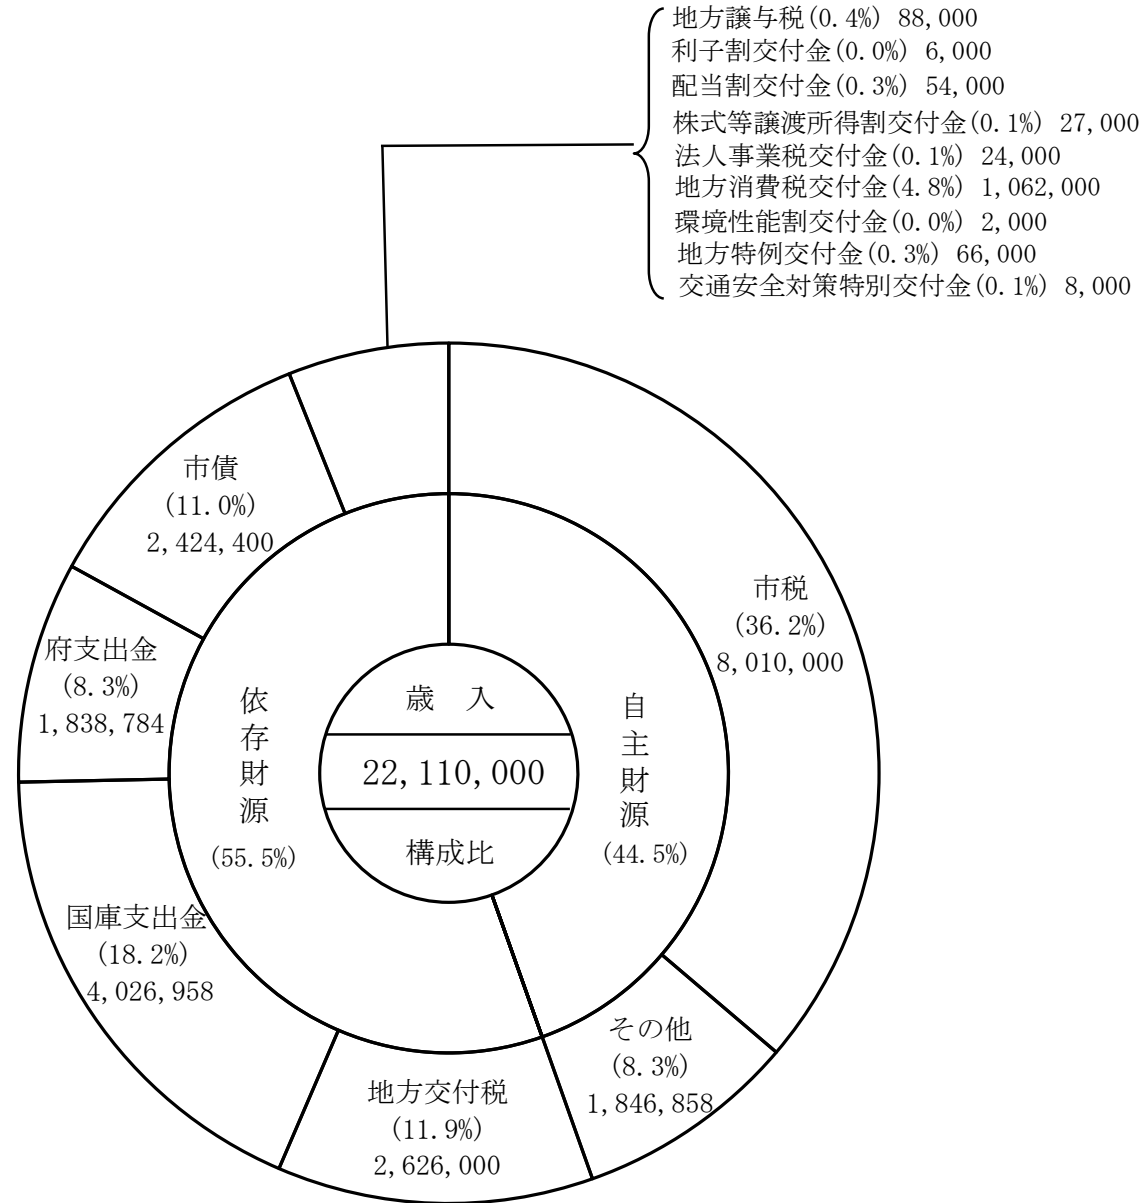 地方譲与税(0.4%) 88,000
利子割交付金(0.0%) 6,000
配当割交付金(0.3%) 54,000
株式等譲渡所得割交付金(0.1%) 27,000
法人事業税交付金(0.1%) 24,000
地方消費税交付金(4.8%) 1,062,000
環境性能割交付金(0.0%) 2,000
地方特例交付金(0.3%) 66,000
交通安全対策特別交付金(0.1%) 8,000
市債
(11.0%)
2,424,400
府支出金
(8.3%)
1,838,784
国庫支出金
(18.2%)
4,026,958
地方交付税
(11.9%)
2,626,000
その他
(8.3%)
1,846,858
市税
(36.2%)
8,010,000
依存財源
(55.5%)
歳 入
22,110,000
構成比
自主財源
(44.5%)